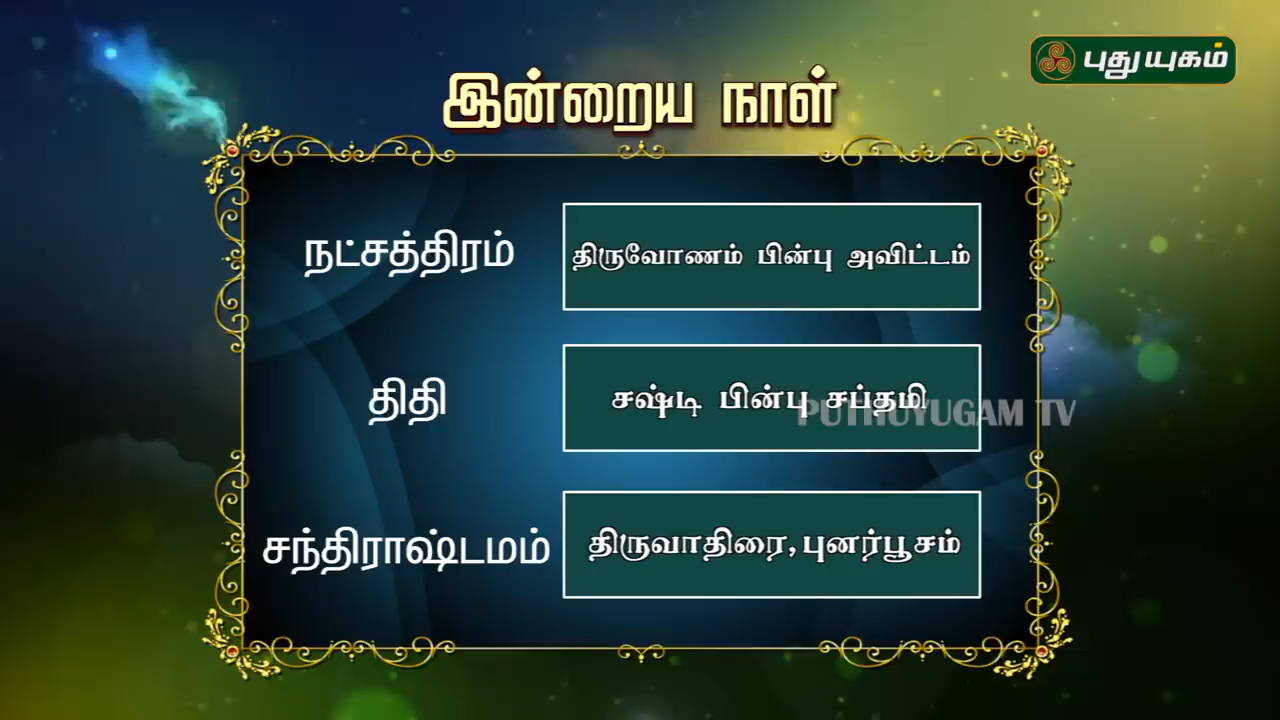 புதுயுகம்
இன்றைய நாள்
நட்சத்திரம்
திருவோணம் பின்பு அவிட்டம்
திதி
சஷ்டி பின்பு சப்தமி
PUTHUYUGAM TV
சந்திராஷ்டமம்
திருவாதிரை,புனர்பூசம்